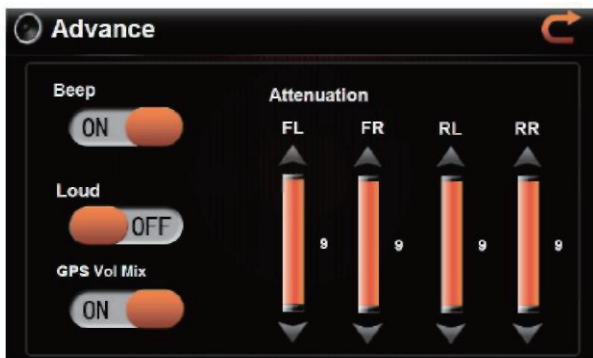 Advance
Beep
ON
Loud
OFF
GPS Vol Mix
ON
Attenuation
FL FR RL RR
9 9 9 9